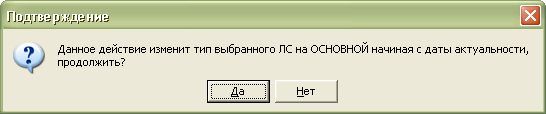 Подтверждение
Данное действие изменит тип выбранного ЛС на ОСНОВНОЙ начиная с даты актуальности,
продолжить?
Да Нет